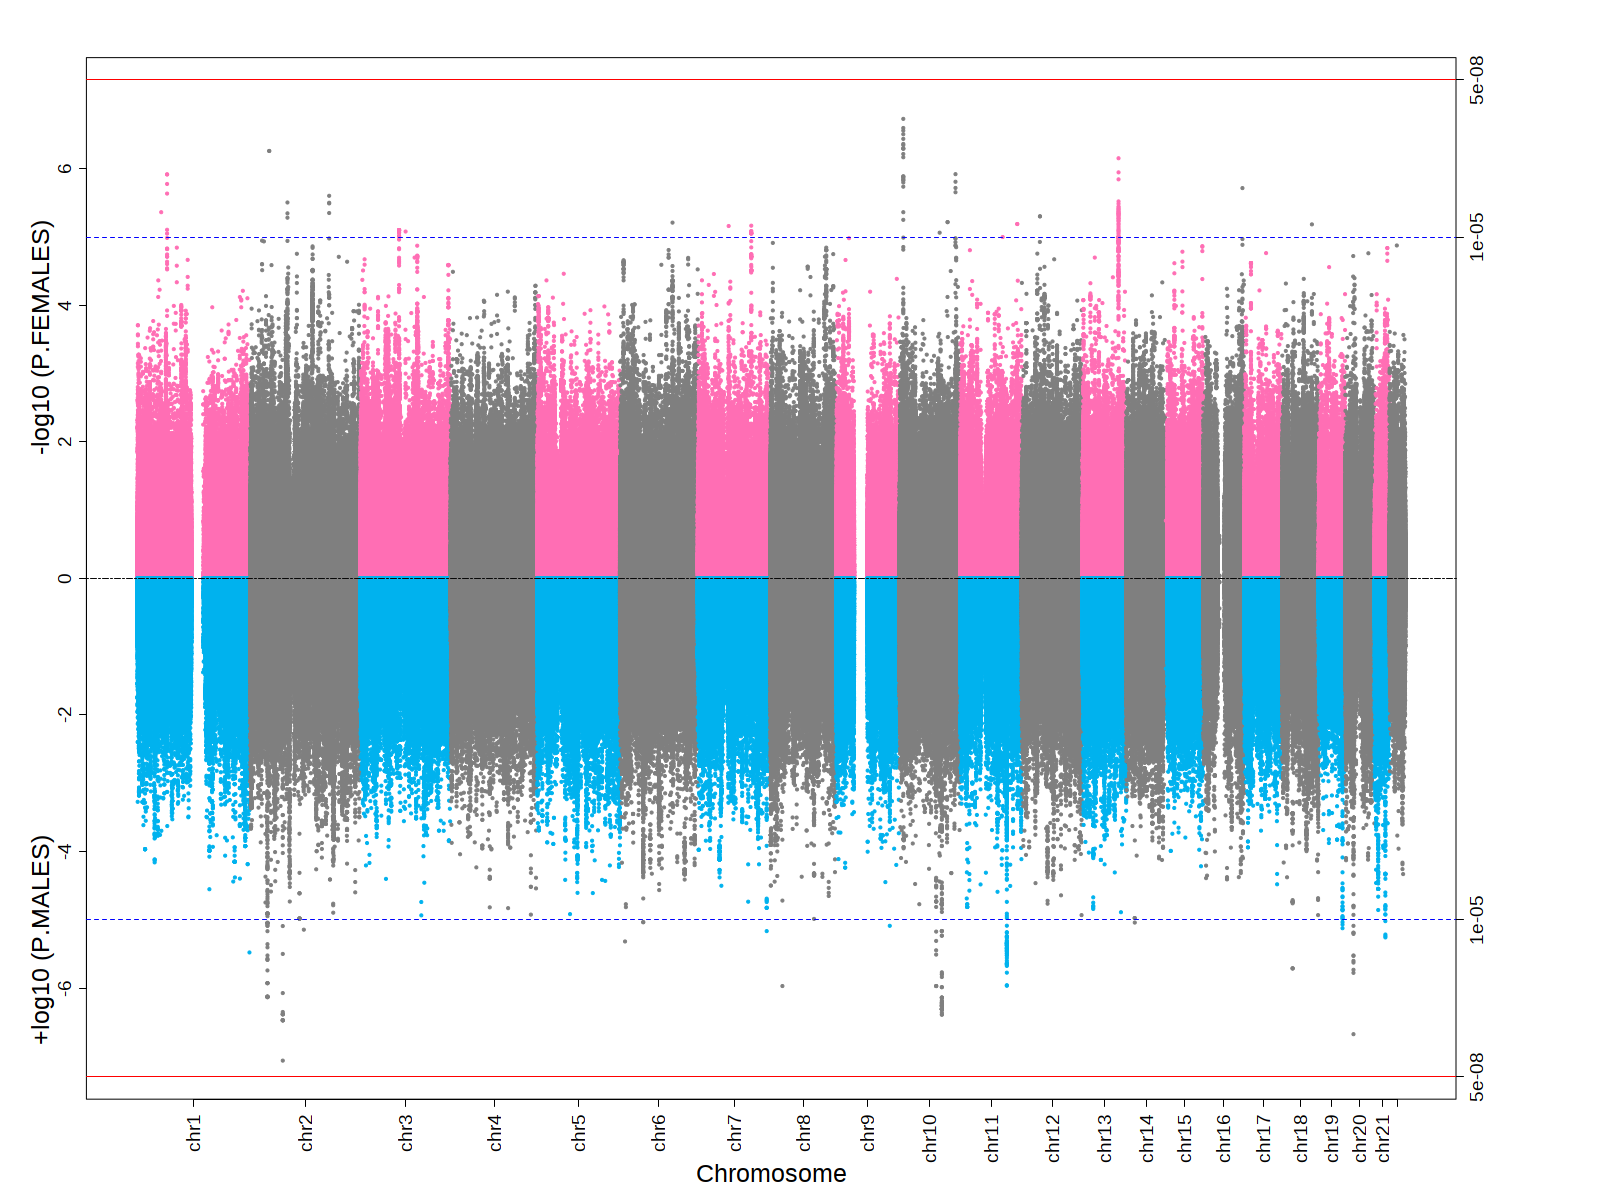 -log10 (P.FEMALES)
+log10 (P.MALES)
6
4
2
0
-2
-4
-6
5e-08
1e-05
1e-05
5e-08
chr1
chr2
chr3
chr4
chr5
chr6
chr7
chr8
chr9
chr10
chr11
chr12
chr13
chr14
chr15
chr16
chr17
chr18
chr19
chr20
chr21
Chromosome